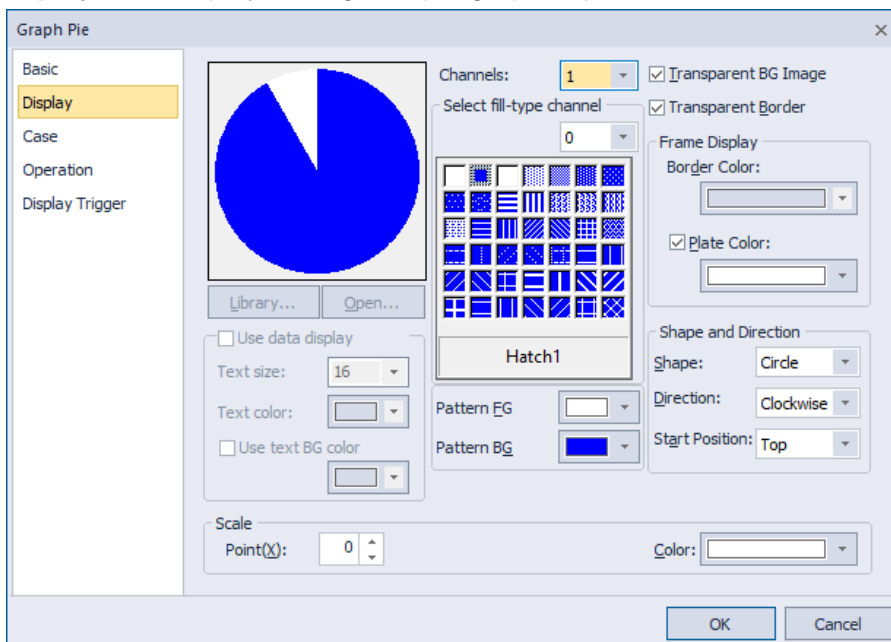 Graph Pie
Basic
Display
Case
Operation
Display Trigger
Library...
Open...
Use data display
Text size:
16
Text color:
Use text BG color
Channels:
1
Select fill-type channel
0
Hatch1
Pattern FG
Pattern BG
Transparent BG Image
Transparent Border
Frame Display
Border Color:
Plate Color:
Shape and Direction
Shape:
Circle
Direction:
Clockwise
Start Position:
Top
Scale
Point(X):
0
Color:
OK
Cancel